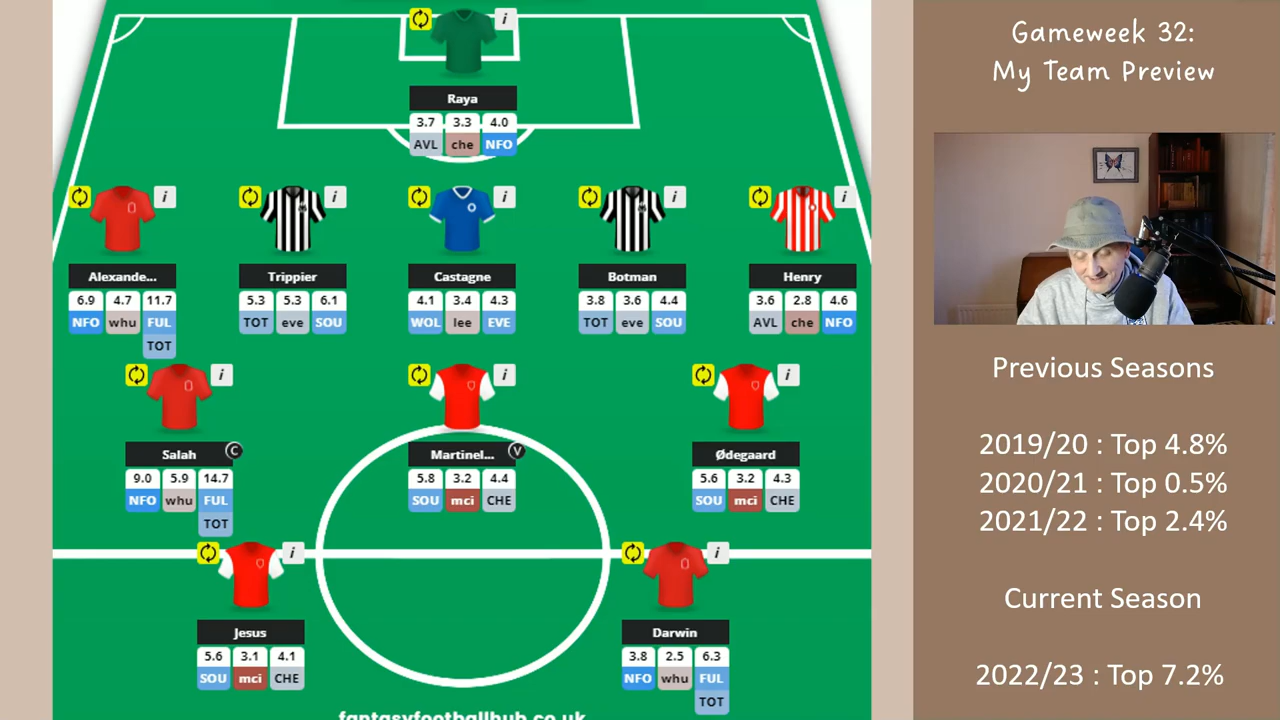 Gameweek 32:
My Team Preview
i
Raya
3.7 3.3 4.0
AVL che NFO
i i i i i
Alexande... Trippier Castagne Botman Henry
6.9 4.7 11.7 5.3 5.3 6.1 4.1 3.4 4.3 3.8 3.6 4.4 3.6 2.8 4.6
NFO whu FUL TOT eve SOU WOL lee EVE TOT eve SOU AVL che NFO
TOT
i i i
Salah C Martinel... V Ødegaard
9.0 5.9 14.7 5.8 3.2 4.4 5.6 3.2 4.3
NFO whu FUL SOU mci CHE SOU mci CHE
TOT
i i
Jesus Darwin
5.6 3.1 4.1 3.8 2.5 6.3
SOU mci CHE NFO whu FUL
TOT
fantasyfootballhub.co.uk
Previous Seasons
2019/20 : Top 4.8%
2020/21 : Top 0.5%
2021/22 : Top 2.4%
Current Season
2022/23 : Top 7.2%